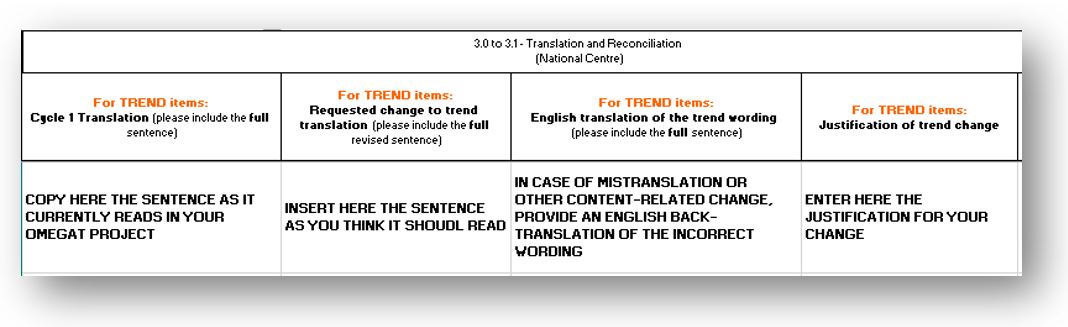 3.0 to 3.1- Translation and Reconciliation
(National Centre)
For TREND items:
Cycle 1 Translation (please include the full
sentence)
For TREND items:
Requested change to trend
translation (please include the full
revised sentence)
For TREND items:
English translation of the trend wording
(please include the full sentence)
For TREND items:
Justification of trend change
COPY HERE THE SENTENCE AS IT
CURRENTLY READS IN YOUR
OMEGAT PROJECT
INSERT HERE THE SENTENCE
AS YOU THINK IT SHOUDL READ
IN CASE OF MISTRANSLATION OR
OTHER CONTENT-RELATED CHANGE,
PROVIDE AN ENGLISH BACK-
TRANSLATION OF THE INCORRECT
WORDING
ENTER HERE THE
JUSTIFICATION FOR YOUR
CHANGE